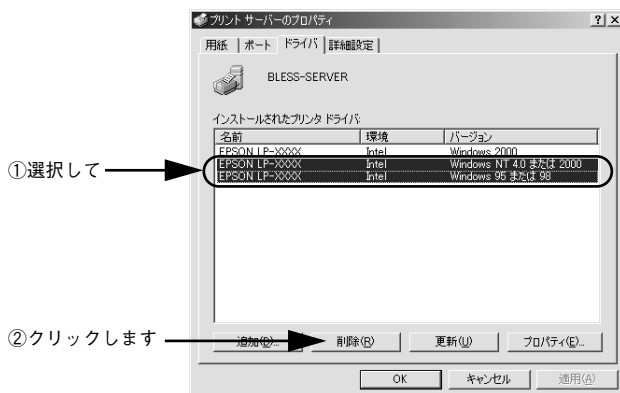 プリント サーバーのプロパティ
用紙 ポート ドライバ 詳細設定
BLESS-SERVER
インストールされたプリンタ ドライバ:
名前 環境 バージョン
EPSON LP-XXXX Intel Windows 2000
EPSON LP-XXXX Intel Windows NT 4.0 または 2000
EPSON LP-XXXX Intel Windows 95 または 98
①選択して
②クリックします
追加(D)... 削除(R) 更新(U) プロパティ(E)...
OK キャンセル 適用(A)